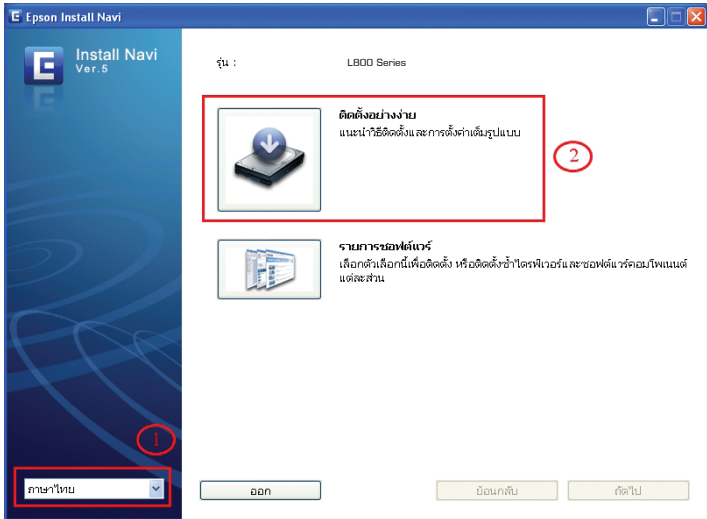 Epson Install Navi
Install Navi
Ver.5
รุ่น :
L800 Series
ติดตั้งอย่างง่าย
แนะนำวิธีติดตั้งและการตั้งค่าเต็มรูปแบบ
2
รายการซอฟต์แวร์
เลือกตัวเลือกนี้เพื่อติดตั้ง หรือติดตั้งซ้ำไดรฟ์เวอร์และซอฟต์แวร์คอมโพเนนต์
แต่ละส่วน
1
ภาษาไทย
ออก
ย้อนกลับ
ถัดไป